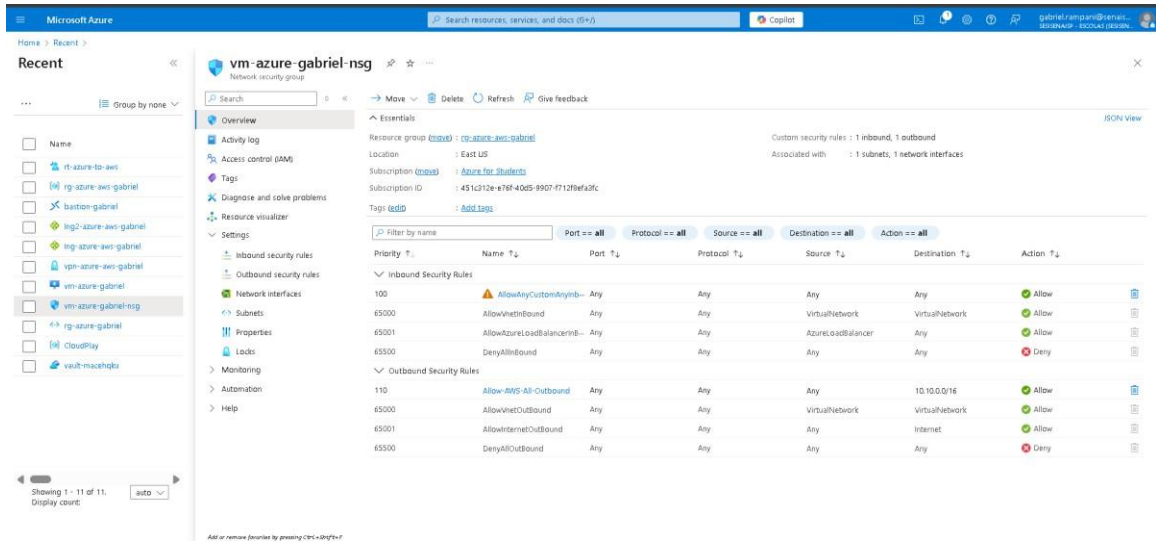 Microsoft Azure
Search resources, services, and docs (G+/)
Copilot
gabriel.rampani@senais...
SESISENAISP - ESCOLAS (SESISEN...
Home > Recent >
Recent
Group by none
Name
rt-azure-to-aws
rg-azure-aws-gabriel
bastion-gabriel
lng2-azure-aws-gabriel
lng-azure-aws-gabriel
vpn-azure-aws-gabriel
vm-azure-gabriel
vm-azure-gabriel-nsg
rg-azure-gabriel
CloudPlay
vault-macehqku
Showing 1 - 11 of 11.
Display count:
auto
vm-azure-gabriel-nsg
Network security group
Search
Overview
Activity log
Access control (IAM)
Tags
Diagnose and solve problems
Resource visualizer
Settings
Inbound security rules
Outbound security rules
Network interfaces
Subnets
Properties
Locks
Monitoring
Automation
Help
Add or remove favorites by pressing Ctrl+Shift+F
Move Delete Refresh Give feedback
Essentials
JSON View
Resource group (move) : rg-azure-aws-gabriel
Location : East US
Subscription (move) : Azure for Students
Subscription ID : 451c312e-e76f-40d5-9907-f712f8efa3fc
Tags (edit) : Add tags
Custom security rules : 1 inbound, 1 outbound
Associated with : 1 subnets, 1 network interfaces
Filter by name Port == all Protocol == all Source == all Destination == all Action == all
Priority Name Port Protocol Source Destination Action
Inbound Security Rules
100 AllowAnyCustomAnyInb... Any Any Any Any Allow
65000 AllowVnetInBound Any Any VirtualNetwork VirtualNetwork Allow
65001 AllowAzureLoadBalancerInB... Any Any AzureLoadBalancer Any Allow
65500 DenyAllInBound Any Any Any Any Deny
Outbound Security Rules
110 Allow-AWS-All-Outbound Any Any Any 10.10.0.0/16 Allow
65000 AllowVnetOutBound Any Any VirtualNetwork VirtualNetwork Allow
65001 AllowInternetOutBound Any Any Any Internet Allow
65500 DenyAllOutBound Any Any Any Any Deny